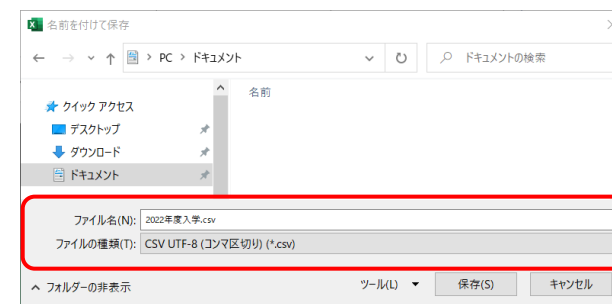 名前を付けて保存
PC > ドキュメント
ドキュメントの検索
名前
クイック アクセス
デスクトップ
ダウンロード
ドキュメント
ファイル名(N): 2022年度入学.csv
ファイルの種類(T): CSV UTF-8 (コンマ区切り) (*.csv)
フォルダーの非表示
ツール(L)
保存(S)
キャンセル